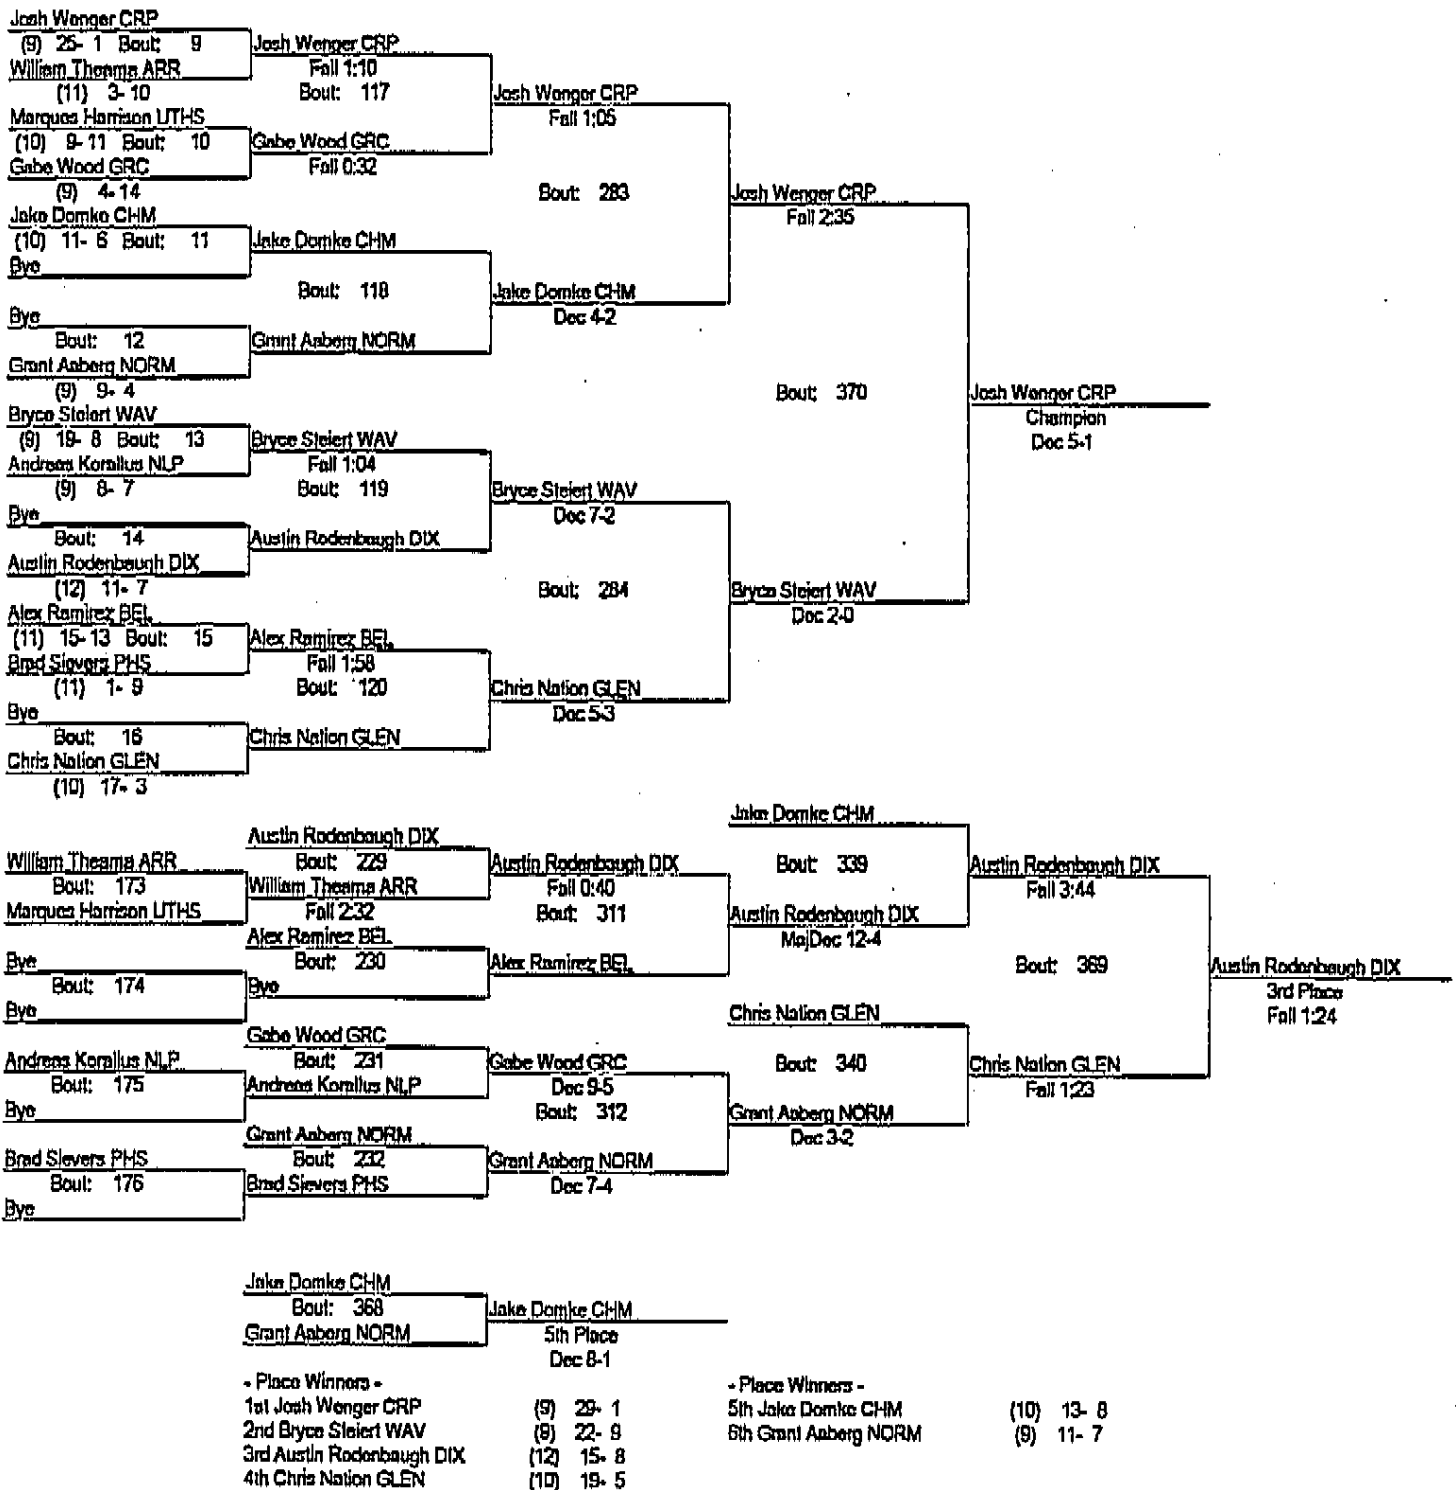 Josh Wenger CRP
(9) 25- 1 Bout: 9
William Theama ARR
(11) 3- 10
Marques Harrison UTHS
(10) 9- 11 Bout: 10
Gabe Wood GRC
(9) 4- 14
Jake Domke CHM
(10) 11- 6 Bout: 11
Bye
Bye
Bout: 12
Grant Aaberg NORM
(9) 9- 4
Bryce Steiert WAV
(9) 19- 8 Bout: 13
Andreas Korallus NLP
(9) 8- 7
Bye
Bout: 14
Austin Rodenbaugh DIX
(12) 11- 7
Alex Ramirez BEL
(11) 15- 13 Bout: 15
Brad Sievers PHS
(11) 1- 9
Bye
Bout: 16
Chris Nation GLEN
(10) 17- 3
Josh Wenger CRP
Fall 1:10
Bout: 117
Gabe Wood GRC
Fall 0:32
Jake Domke CHM
Bout: 118
Grant Aaberg NORM
Bryce Steiert WAV
Fall 1:04
Bout: 119
Austin Rodenbaugh DIX
Alex Ramirez BEL
Fall 1:58
Bout: 120
Chris Nation GLEN
Josh Wenger CRP
Fall 1:05
Bout: 283
Jake Domke CHM
Dec 4-2
Bryce Steiert WAV
Dec 7-2
Bout: 284
Chris Nation GLEN
Dec 5-3
Josh Wenger CRP
Fall 2:35
Bout: 370
Bryce Steiert WAV
Dec 2-0
Josh Wenger CRP
Champion
Dec 5-1
William Theama ARR
Bout: 173
Marques Harrison UTHS
Bye
Bout: 174
Bye
Andreas Korallus NLP
Bout: 175
Bye
Brad Sievers PHS
Bout: 176
Bye
Austin Rodenbaugh DIX
Bout: 229
William Theama ARR
Fall 2:32
Alex Ramirez BEL
Bout: 230
Bye
Gabe Wood GRC
Bout: 231
Andreas Korallus NLP
Grant Aaberg NORM
Bout: 232
Brad Sievers PHS
Austin Rodenbaugh DIX
Fall 0:40
Bout: 311
Alex Ramirez BEL
Gabe Wood GRC
Dec 9-5
Bout: 312
Grant Aaberg NORM
Dec 7-4
Jake Domke CHM
Bout: 339
Austin Rodenbaugh DIX
MajDec 12-4
Chris Nation GLEN
Bout: 340
Grant Aaberg NORM
Dec 3-2
Austin Rodenbaugh DIX
Fall 3:44
Bout: 369
Chris Nation GLEN
Fall 1:23
Austin Rodenbaugh DIX
3rd Place
Fall 1:24
Jake Domke CHM
Bout: 368
Grant Aaberg NORM
Jake Domke CHM
5th Place
Dec 8-1
- Place Winners -
1st Josh Wenger CRP (9) 29- 1
2nd Bryce Steiert WAV (9) 22- 9
3rd Austin Rodenbaugh DIX (12) 15- 8
4th Chris Nation GLEN (10) 19- 5
- Place Winners -
5th Jake Domke CHM (10) 13- 8
6th Grant Aaberg NORM (9) 11- 7